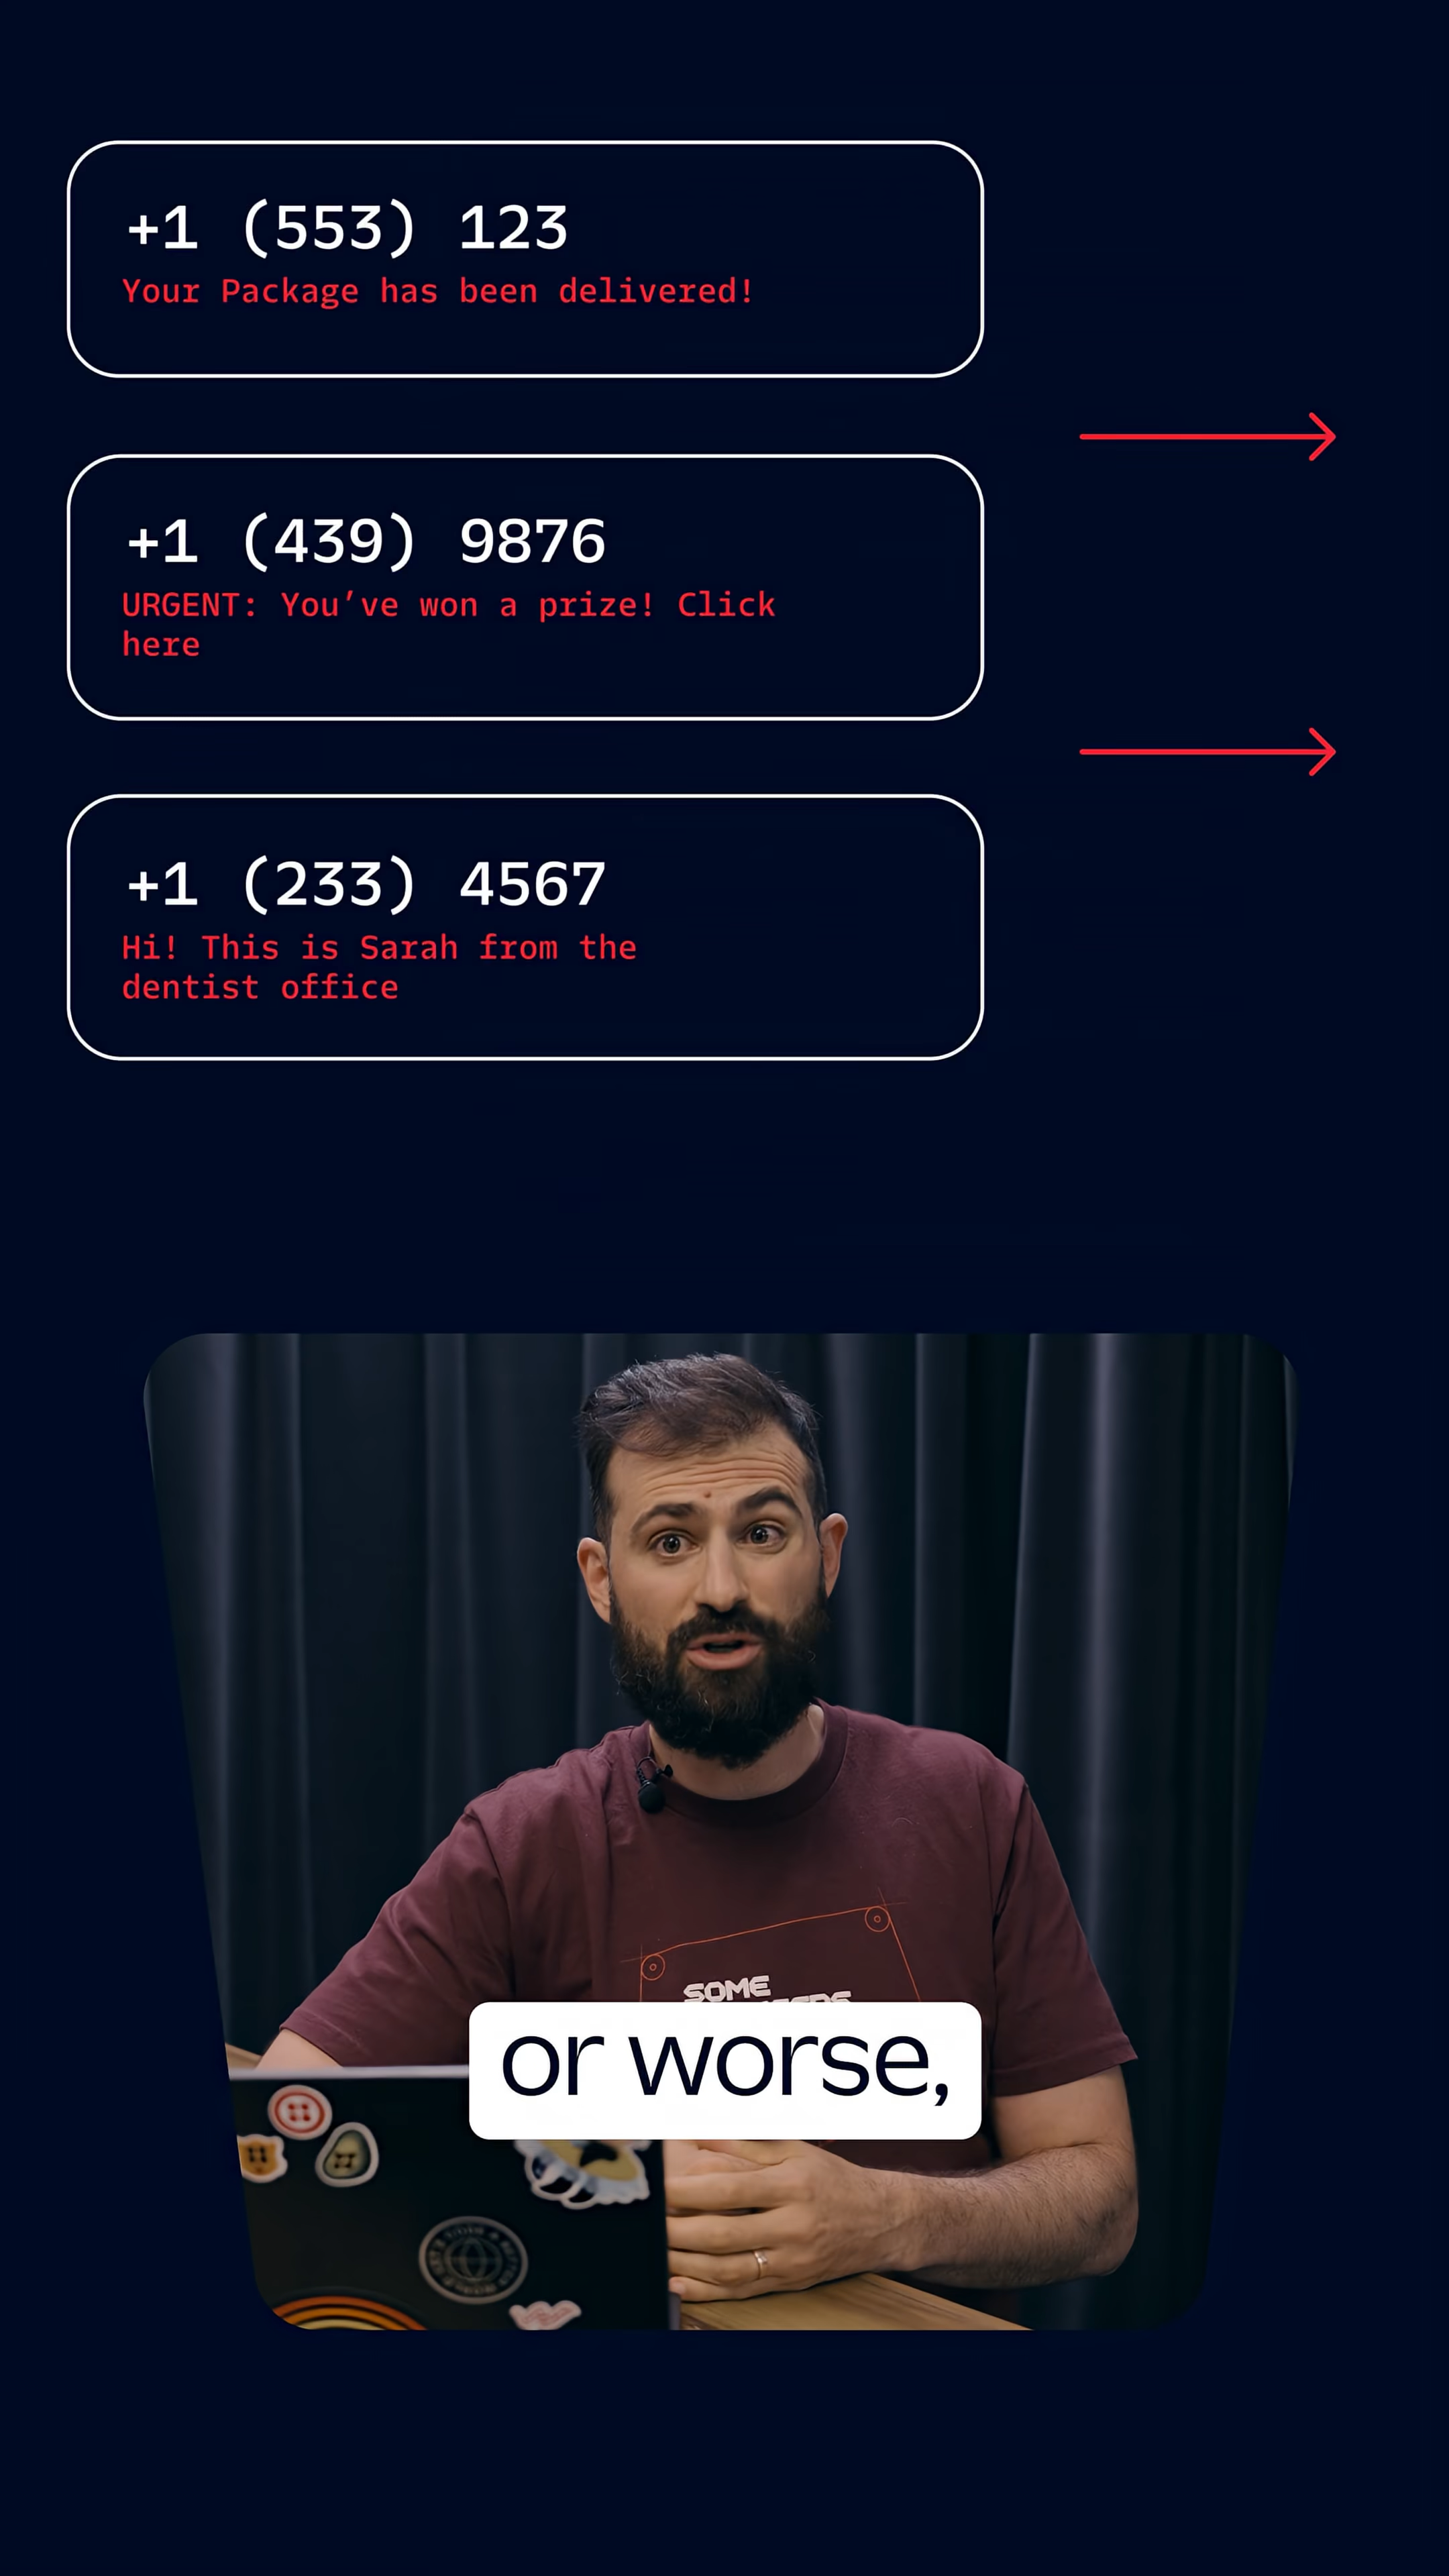 +1 (553) 123
Your Package has been delivered!
+1 (439) 9876
URGENT: You’ve won a prize! Click
here
+1 (233) 4567
Hi! This is Sarah from the
dentist office
SOME
or worse,